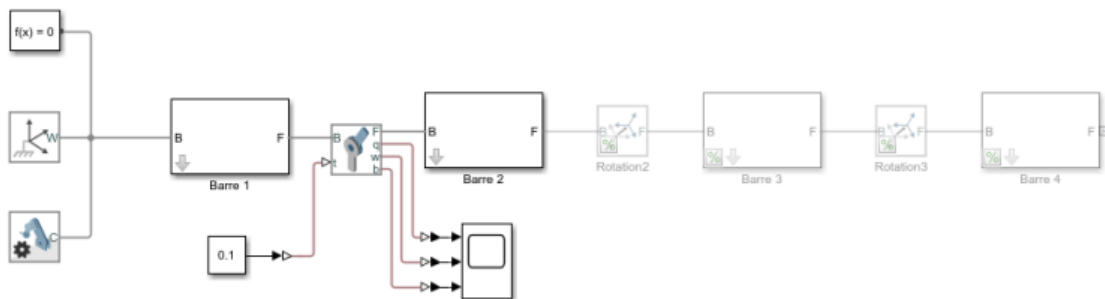 f(x) = 0
W
C
B
F
Barre 1
B
t
F
q
w
b
B
F
Barre 2
0.1
B
F
%
Rotation2
B
F
%
Barre 3
B
F
%
Rotation3
B
F
%
Barre 4